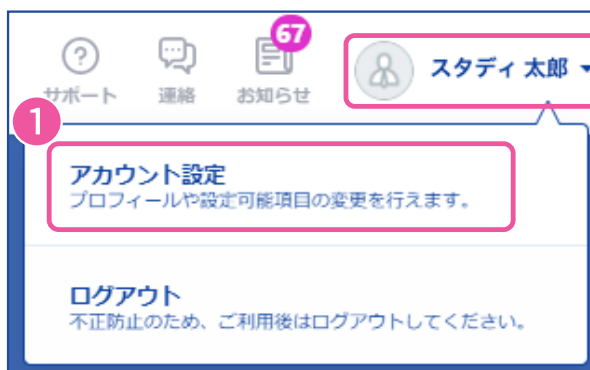 67
サポート
連絡
お知らせ
スタディ 太郎
1
アカウント設定
プロフィールや設定可能項目の変更を行えます。
ログアウト
不正防止のため、ご利用後はログアウトしてください。